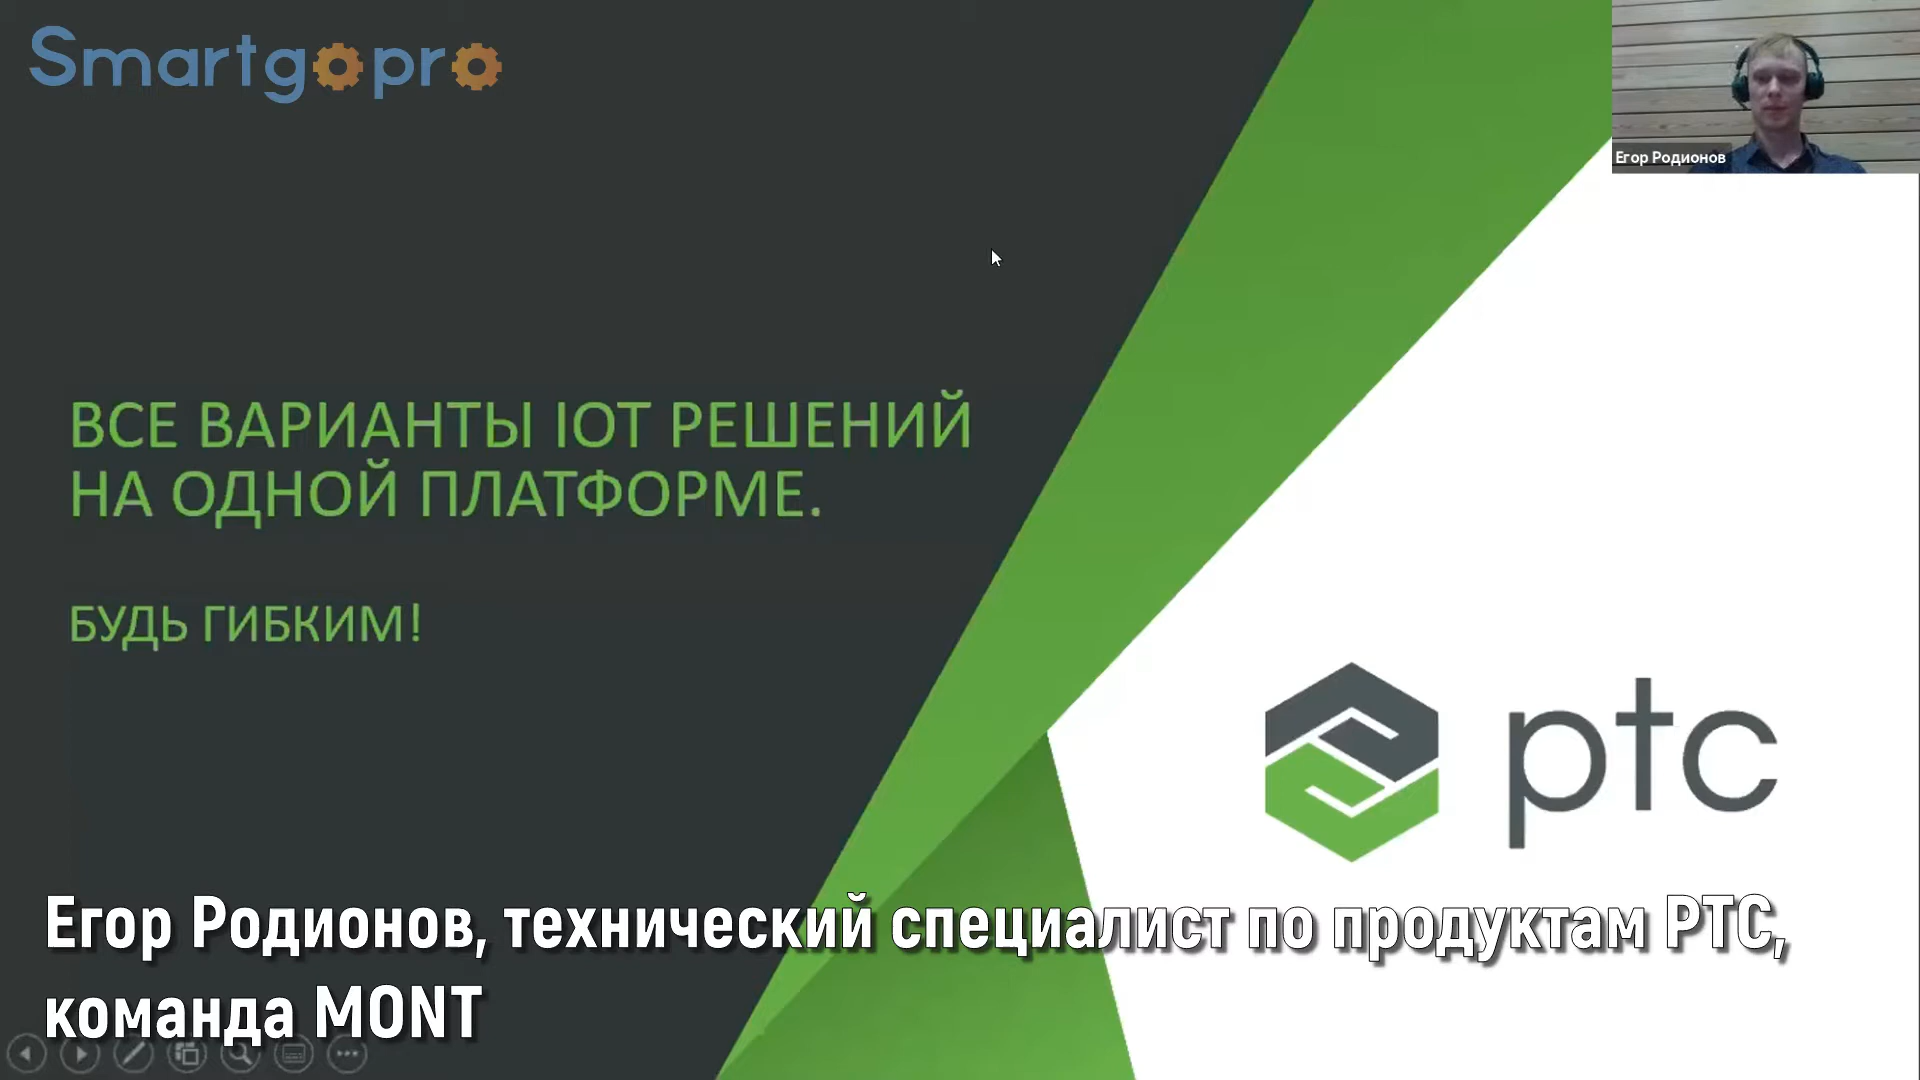 Smartgopro
Егор Родионов
ВСЕ ВАРИАНТЫ IOT РЕШЕНИЙ
НА ОДНОЙ ПЛАТФОРМЕ.
БУДЬ ГИБКИМ!
ptc
Егор Родионов, технический специалист по продуктам PTC,
команда MONT